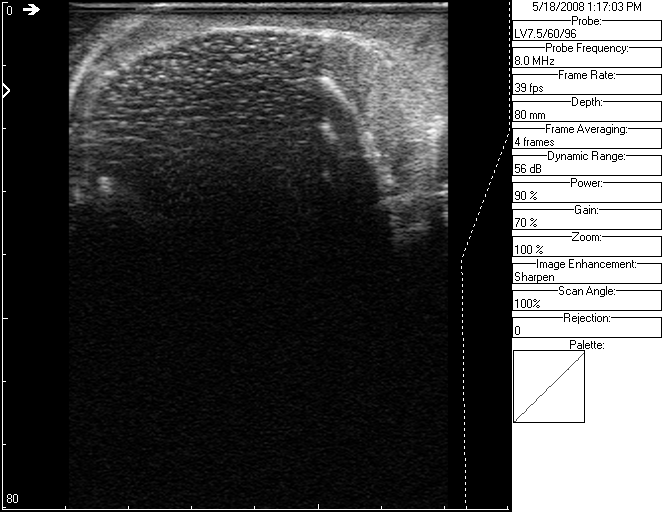 0
80
5/18/2008 1:17:03 PM
Probe:
LV7.5/60/96
Probe Frequency:
8.0 MHz
Frame Rate:
39 fps
Depth:
80 mm
Frame Averaging:
4 frames
Dynamic Range:
56 dB
Power:
90 %
Gain:
70 %
Zoom:
100 %
Image Enhancement:
Sharpen
Scan Angle:
100%
Rejection:
0
Palette: